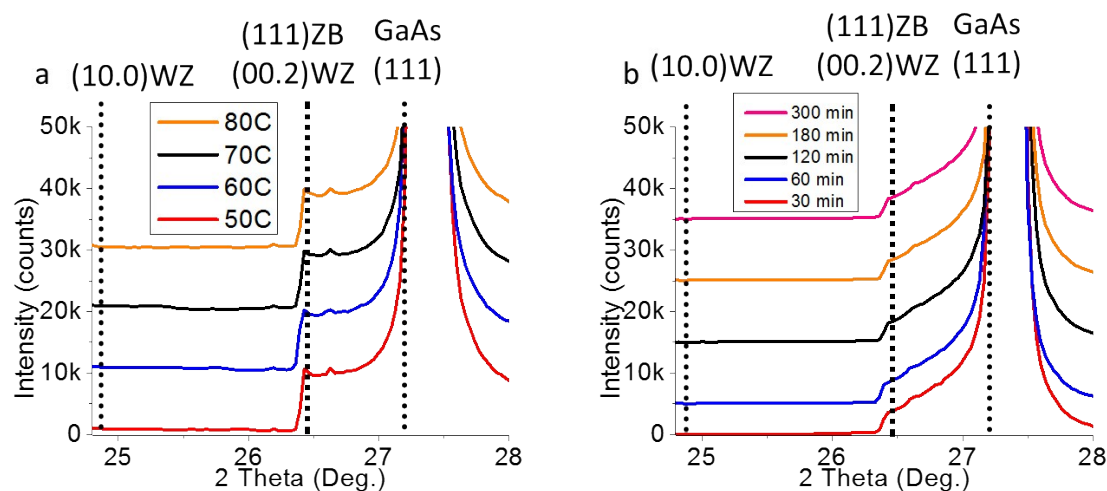 a
(10.0)WZ
(111)ZB
(00.2)WZ
GaAs
(111)
80C
70C
60C
50C
50k
40k
30k
20k
10k
0
Intensity (counts)
25
26
27
28
2 Theta (Deg.)
b
(10.0)WZ
(111)ZB
(00.2)WZ
GaAs
(111)
300 min
180 min
120 min
60 min
30 min
50k
40k
30k
20k
10k
0
Intensity (counts)
25
26
27
28
2 Theta (Deg.)